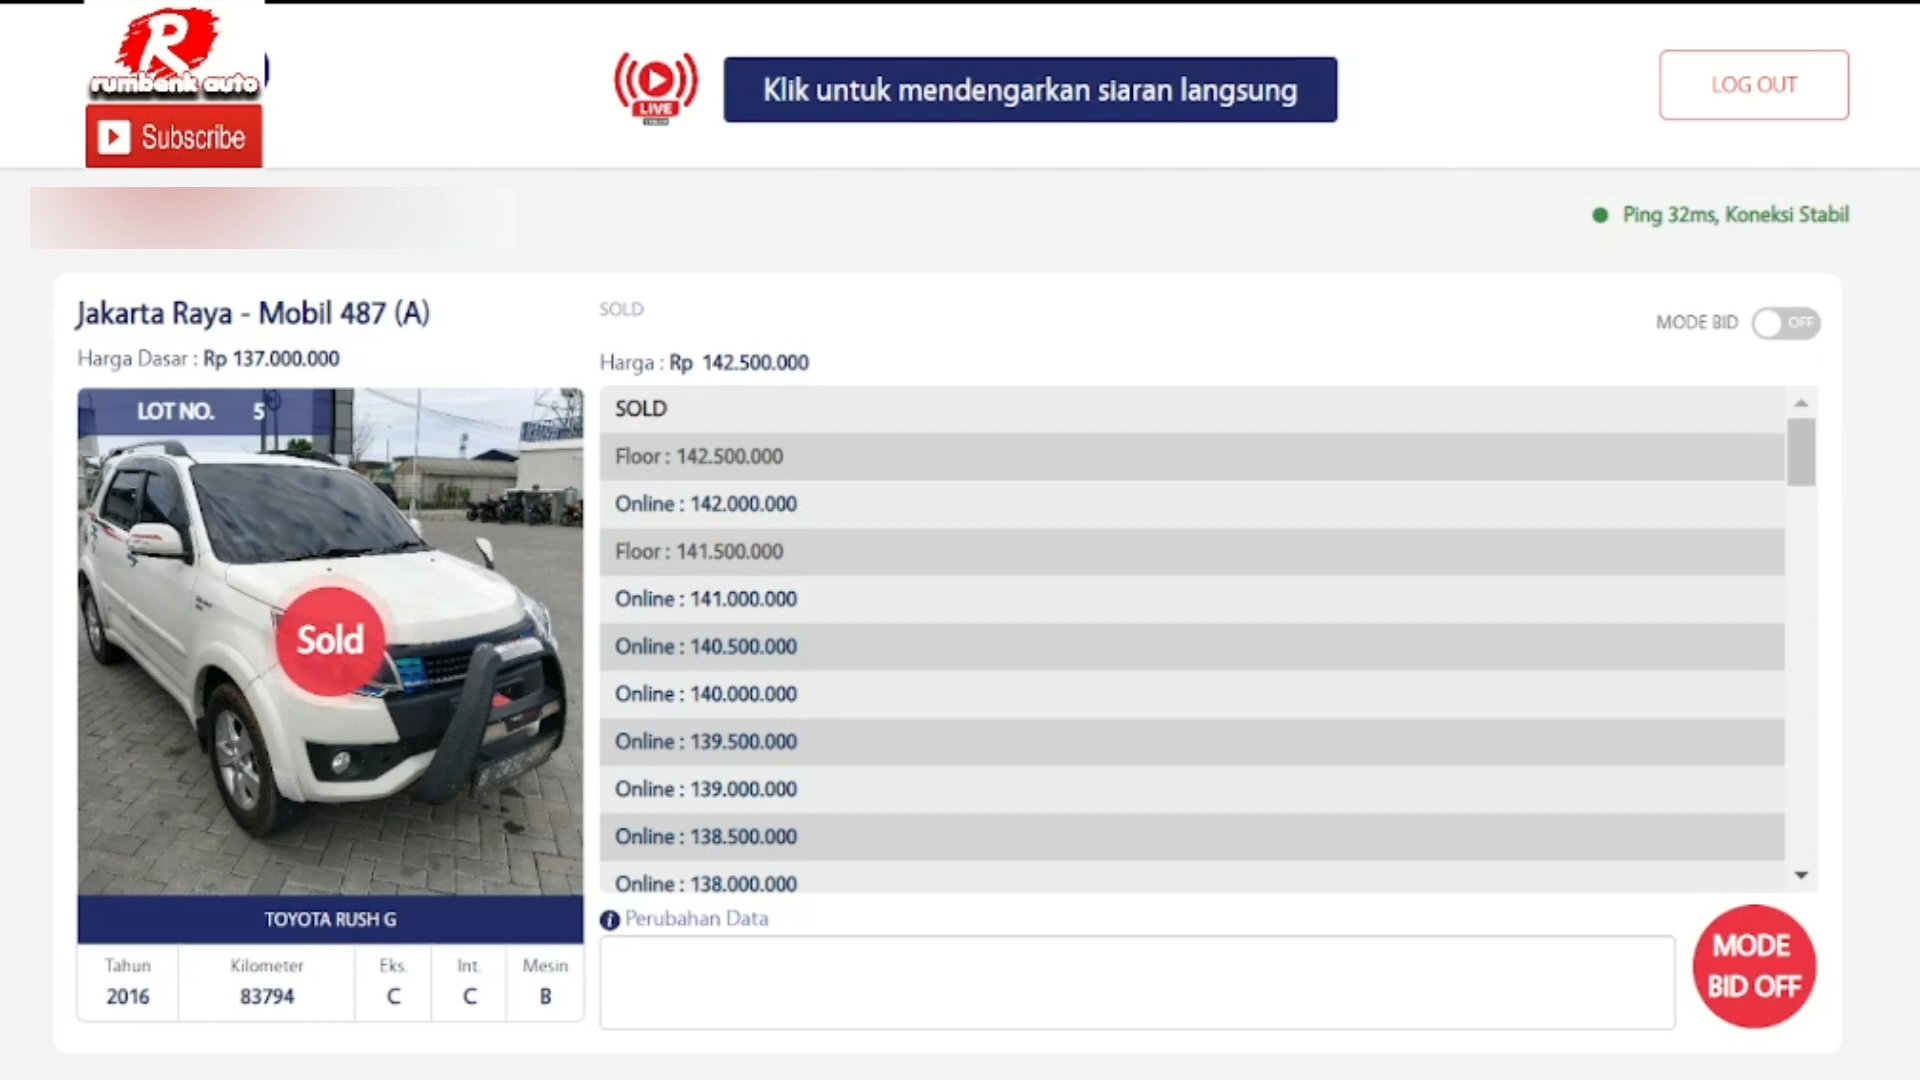 R
rumbank auto
Subscribe
LIVE
Klik untuk mendengarkan siaran langsung
LOG OUT
Ping 32ms, Koneksi Stabil
Jakarta Raya - Mobil 487 (A)
Harga Dasar : Rp 137.000.000
LOT NO. 5
Sold
TOYOTA RUSH G
Tahun Kilometer Eks. Int. Mesin
2016 83794 C C B
SOLD
MODE BID OFF
Harga : Rp 142.500.000
SOLD
Floor : 142.500.000
Online : 142.000.000
Floor : 141.500.000
Online : 141.000.000
Online : 140.500.000
Online : 140.000.000
Online : 139.500.000
Online : 139.000.000
Online : 138.500.000
Online : 138.000.000
Perubahan Data
MODE
BID OFF